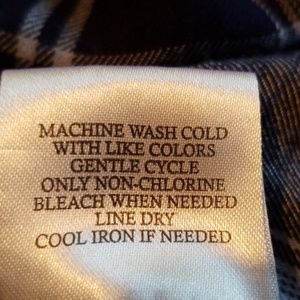 MACHINE WASH COLD
WITH LIKE COLORS
GENTLE CYCLE
ONLY NON-CHLORINE
BLEACH WHEN NEEDED
LINE DRY
COOL IRON IF NEEDED